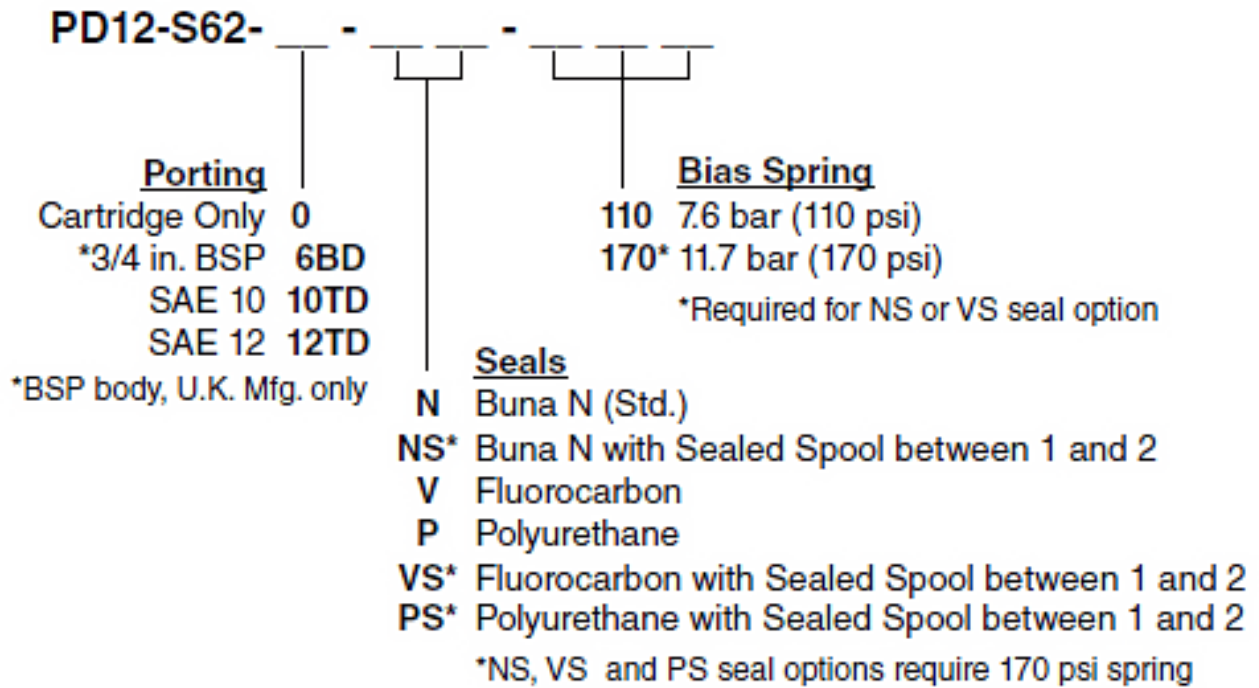 PD12-S62- __ - __ __ - __ __ __
Porting
Cartridge Only 0
*3/4 in. BSP 6BD
SAE 10 10TD
SAE 12 12TD
*BSP body, U.K. Mfg. only
Bias Spring
110 7.6 bar (110 psi)
170* 11.7 bar (170 psi)
*Required for NS or VS seal option
Seals
N Buna N (Std.)
NS* Buna N with Sealed Spool between 1 and 2
V Fluorocarbon
P Polyurethane
VS* Fluorocarbon with Sealed Spool between 1 and 2
PS* Polyurethane with Sealed Spool between 1 and 2
*NS, VS and PS seal options require 170 psi spring